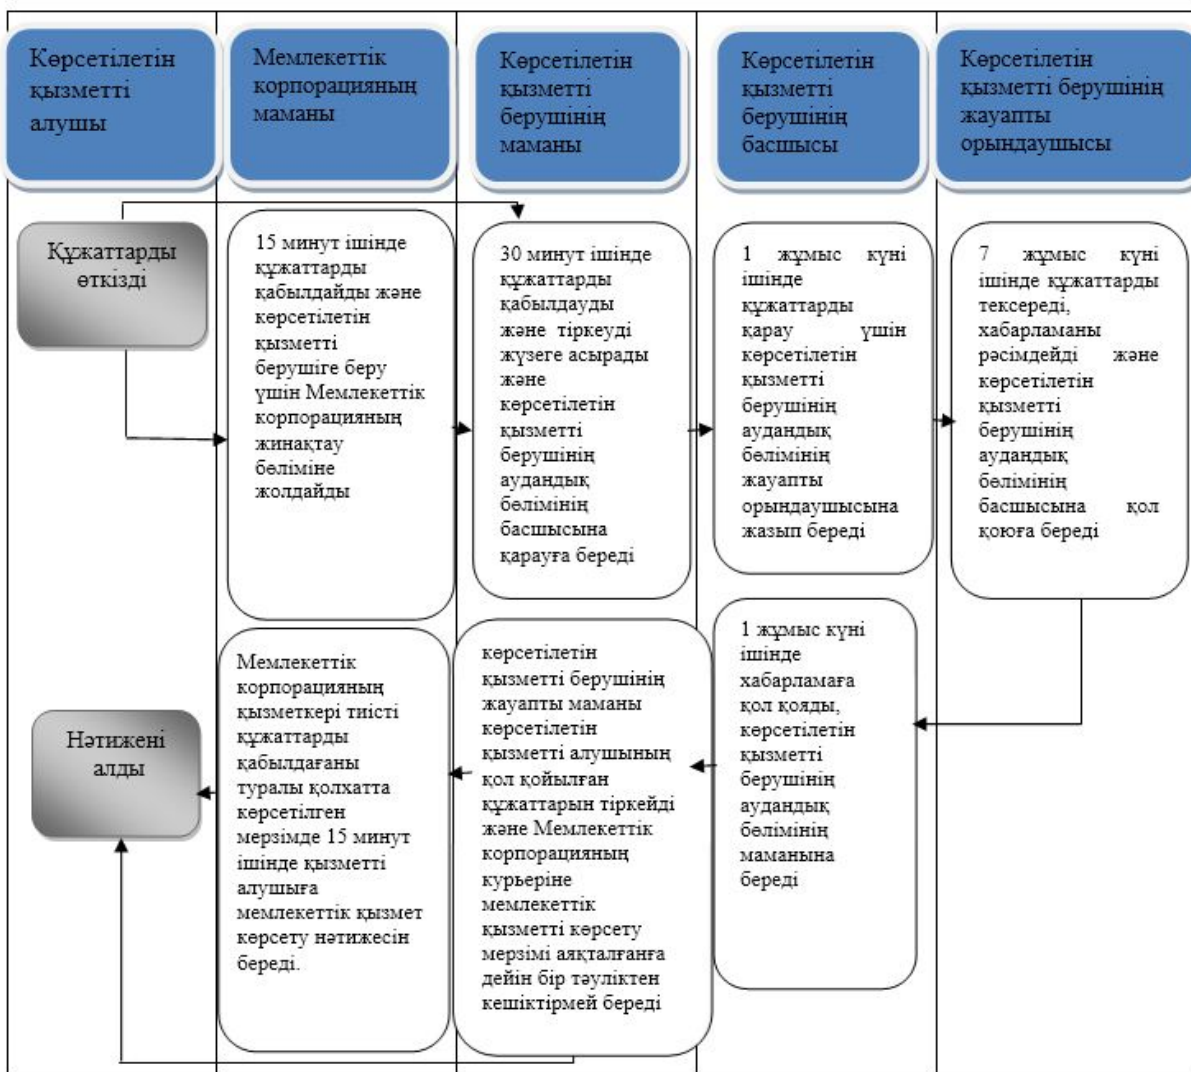 Көрсетілетін
қызметті
алушы
Мемлекеттік
корпорацияның
маманы
Көрсетілетін
қызметті
берушінің
маманы
Көрсетілетін
қызметті
берушінің
басшысы
Көрсетілетін
қызметті берушінің
жауапты
орындаушысы
Құжаттарды
өткізді
15 минут ішінде
құжаттарды
қабылдайды және
көрсетілетін
қызметті
берушіге беру
үшін Мемлекеттік
корпорацияның
жинақтау
бөліміне
жолдайды
30 минут ішінде
құжаттарды
қабылдауды
және тіркеуді
жүзеге асырады
және
көрсетілетін
қызметті
берушінің
аудандық
бөлімінің
басшысына
қарауға береді
1 жұмыс күні
ішінде
құжаттарды
қарау үшін
көрсетілетін
қызметті
берушінің
аудандық
бөлімінің
жауапты
орындаушысына
жазып береді
7 жұмыс күні
ішінде құжаттарды
тексереді,
хабарламаны
рәсімдейді және
көрсетілетін
қызметті
берушінің
аудандық
бөлімінің
басшысына қол
қоюға береді
1 жұмыс күні
ішінде
хабарламаға
қол қояды,
көрсетілетін
қызметті
берушінің
аудандық
бөлімінің
маманына
береді
көрсетілетін
қызметті берушінің
жауапты маманы
көрсетілетін
қызметті алушының
қол қойылған
құжаттарын тіркейді
және Мемлекеттік
корпорацияның
курьеріне
мемлекеттік
қызметті көрсету
мерзімі аяқталғанға
дейін бір тәуліктен
кешіктірмей береді
Мемлекеттік
корпорацияның
қызметкері тиісті
құжаттарды
қабылдағаны
туралы қолхатта
көрсетілген
мерзімде 15 минут
ішінде қызметті
алушыға
мемлекеттік қызмет
көрсету нәтижесін
береді.
Нәтижені
алды